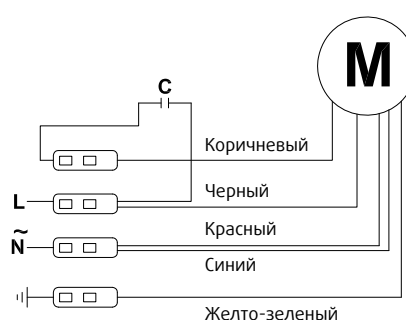 M
C
Коричневый
L
Черный
Красный
~
N
Синий
Желто-зеленый